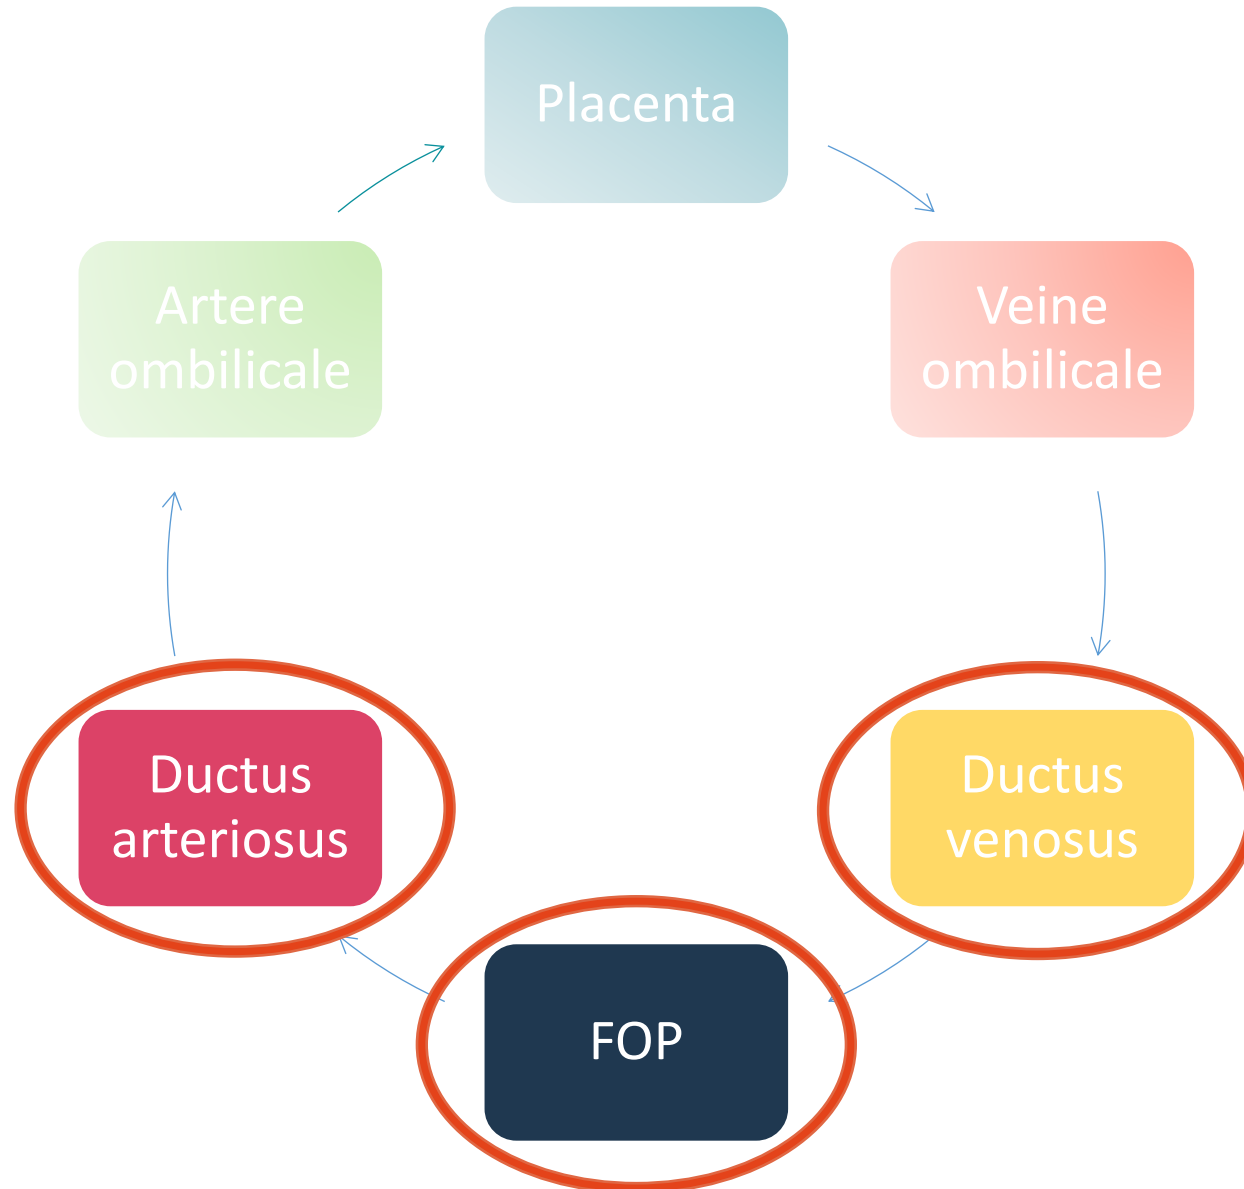 Placenta
Veine
ombilicale
Ductus
venosus
FOP
Ductus
arteriosus
Artere
ombilicale